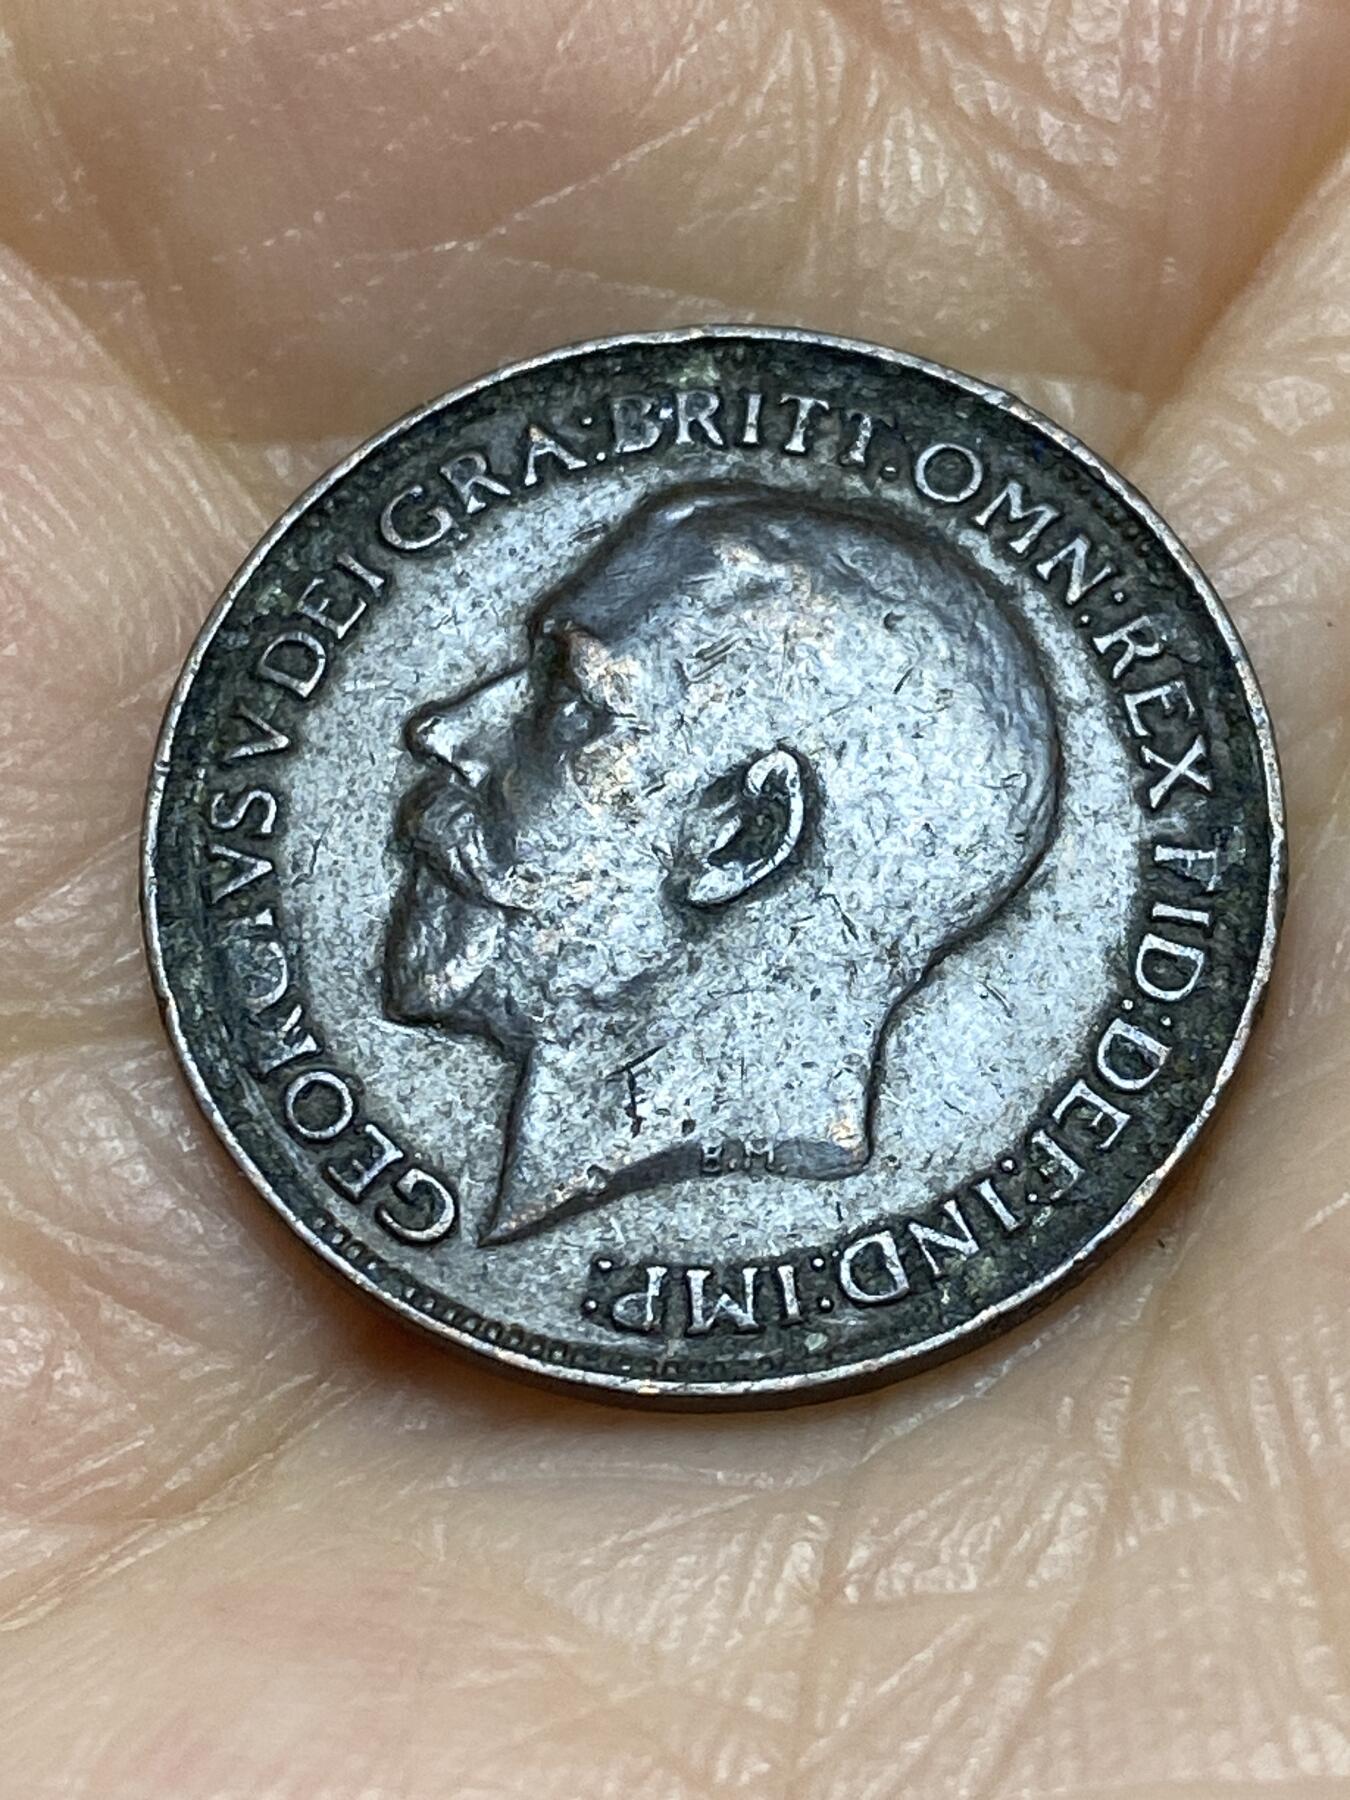 GEORGIVS V DEI GRA: BRITT: OMN: REX FID: DEF: IND: IMP:
B.M.